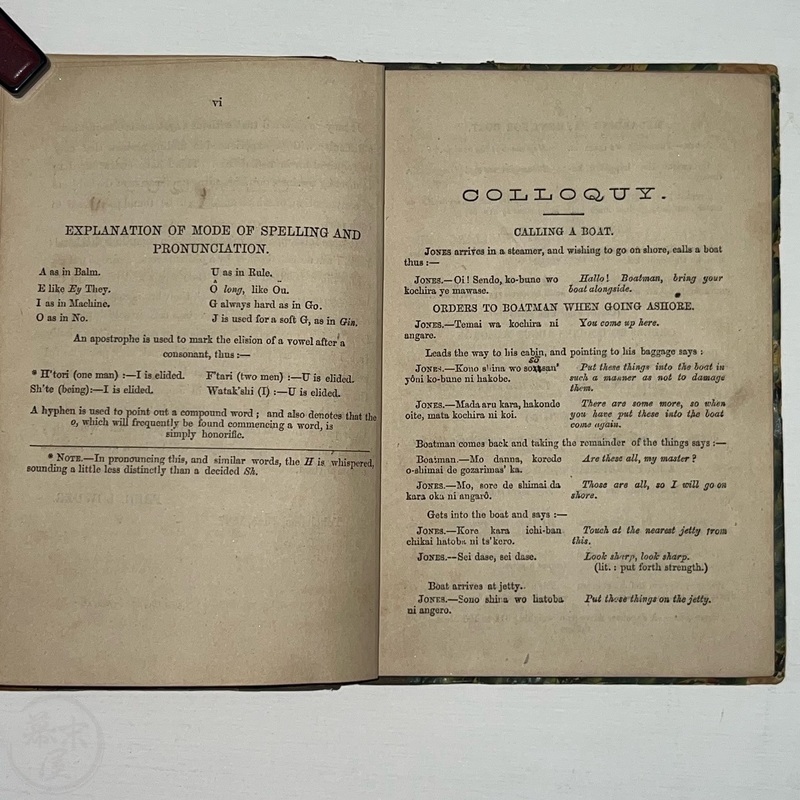 vi
EXPLANATION OF MODE OF SPELLING AND
PRONUNCIATION.
A as in Balm.
E like Ey They.
I as in Machine.
O as in No.
U as in Rule.
Ô long, like Oü.
G always hard as in Go.
J is used for a soft G, as in Gin.
An apostrophe is used to mark the elision of a vowel after a
consonant, thus :—
* H'tori (one man) :—I is elided.
Sh'te (being):—I is elided.
F'tari (two men) :—U is elided.
Watak'shi (I) :—U is elided.
A hyphen is used to point out a compound word ; and also denotes that the
o, which will frequently be found commencing a word, is
simply honorific.
* NOTE.—In pronouncing this, and similar words, the H is whispered,
sounding a little less distinctly than a decided Sh.
COLLOQUY.
CALLING A BOAT.
JONES arrives in a steamer, and wishing to go on shore, calls a boat
thus :—
JONES.—Oi! Sendo, ko-bune wo
kochira ye mawase.
Hallo! Boatman, bring your
boat alongside.
ORDERS TO BOATMAN WHEN GOING ASHORE.
JONES.—Temai wa kochira ni
angare.
You come up here.
Leads the way to his cabin, and pointing to his baggage says :
JONES.—Kono shina wo
yôni ko-bune ni hakobe.
Put these things into the boat in
such a manner as not to damage
them.
JONES.—Mada aru kara, hakonde
oite, mata kochira ni koi.
There are some more, so when
you have put these into the boat
come again.
Boatman comes back and taking the remainder of the things says :—
Boatman.—Mo danna, korede
o-shimai de gozarimas' ka.
Are these all, my master ?
JONES.—Mo, sore de shimai da
kara oka ni angarô.
Those are all, so I will go on
shore.
Gets into the boat and says :—
JONES.—Kore kara ichi-ban
chikai hatoba ni ts'kero.
Touch at the nearest jetty from
this.
JONES.—Sei dase, sei dase.
Look sharp, look sharp.
(lit. : put forth strength.)
Boat arrives at jetty.
JONES.—Sono shina wo hatoba
ni angero.
Put those things on the jetty.
幕末屋